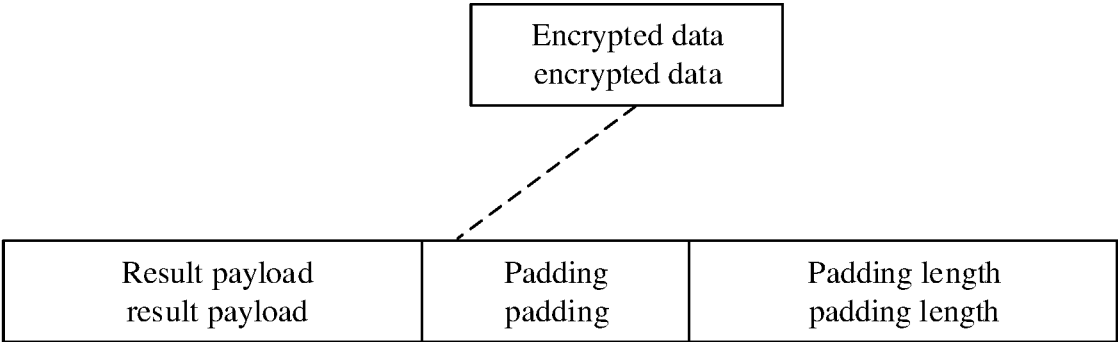 Encrypted data
encrypted data
Result payload
result payload
Padding
padding
Padding length
padding length